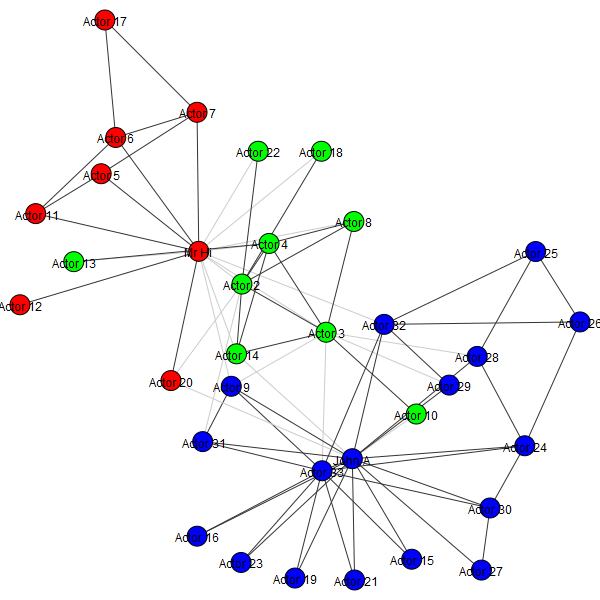 Actor 17
Actor 7
Actor 6
Actor 22
Actor 18
Actor 5
Actor 11
Actor 8
Actor 4
Mr Hi
Actor 25
Actor 13
Actor 2
Actor 12
Actor 32
Actor 26
Actor 3
Actor 14
Actor 28
Actor 20
Actor 9
Actor 29
Actor 10
Actor 31
Actor 24
John A
Actor 33
Actor 30
Actor 16
Actor 23
Actor 15
Actor 27
Actor 19
Actor 21